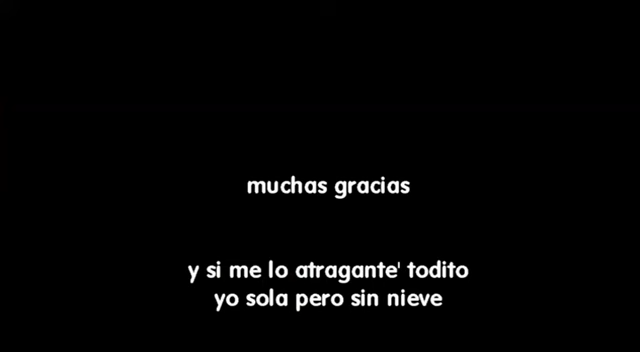 muchas gracias
y si me lo atragante' todito
yo sola pero sin nieve